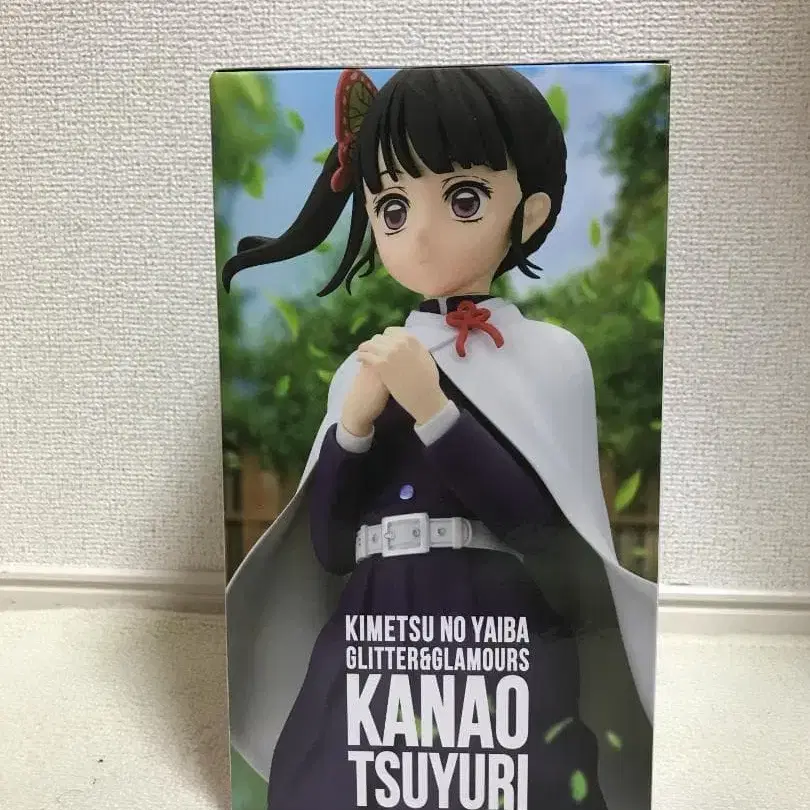 KIMETSU NO YAIBA
GLITTER&GLAMOURS
KANAO
TSUYURI